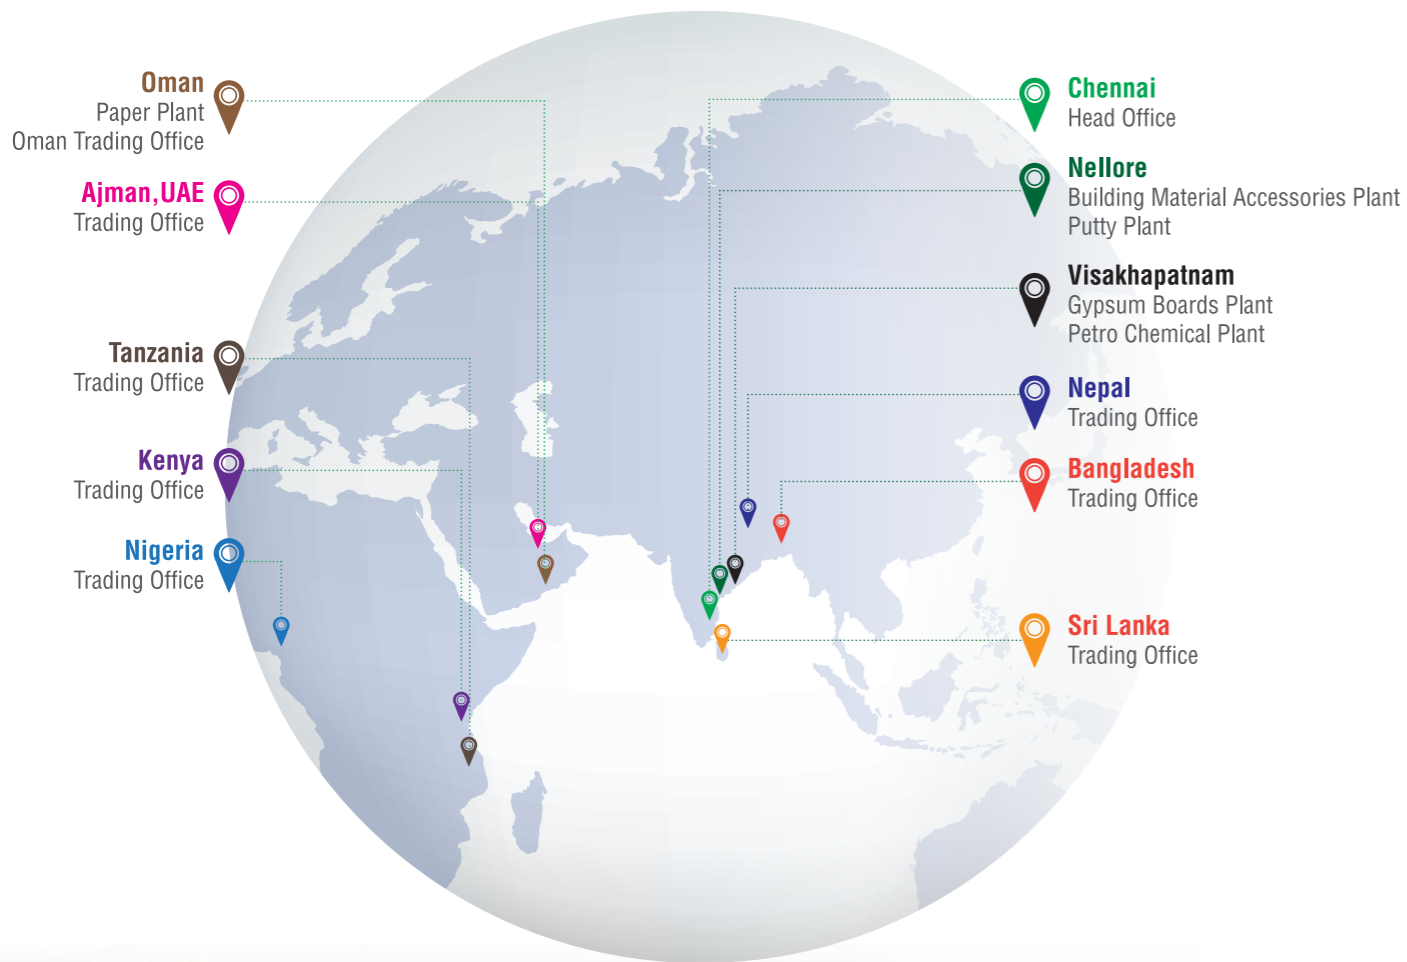 Oman
Paper Plant
Oman Trading Office
Ajman,UAE
Trading Office
Tanzania
Trading Office
Kenya
Trading Office
Nigeria
Trading Office
Chennai
Head Office
Nellore
Building Material Accessories Plant
Putty Plant
Visakhapatnam
Gypsum Boards Plant
Petro Chemical Plant
Nepal
Trading Office
Bangladesh
Trading Office
Sri Lanka
Trading Office